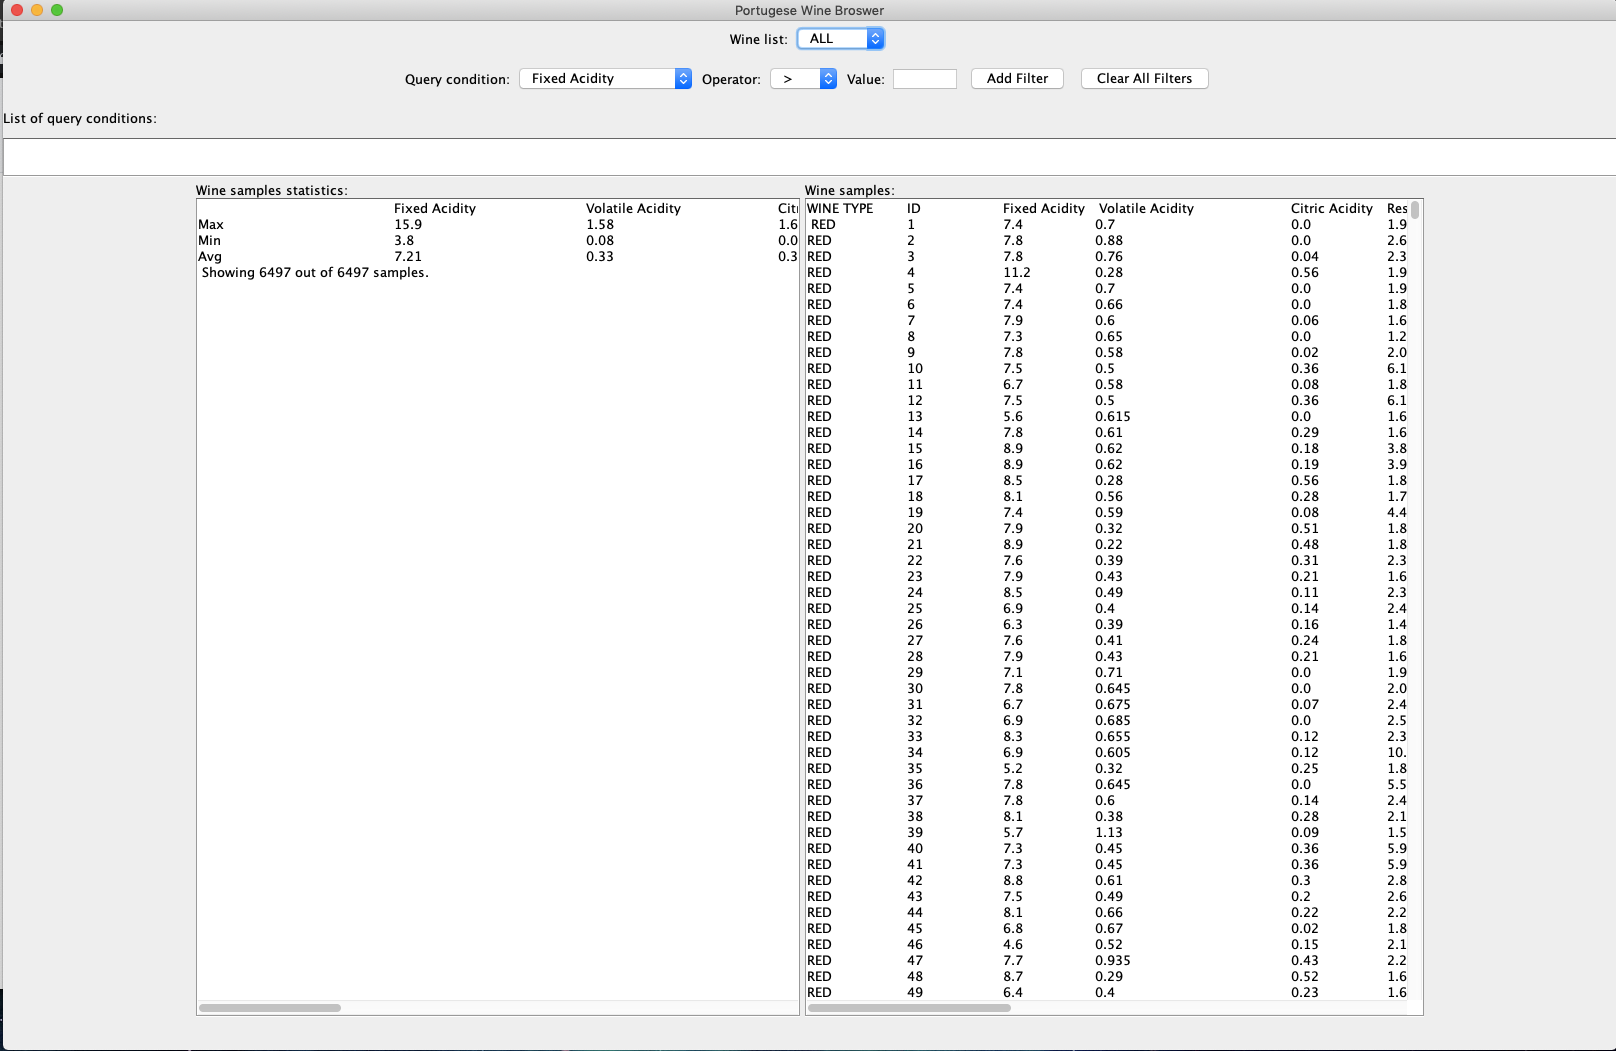 Portugese Wine Broswer
Wine list: ALL
Query condition: Fixed Acidity Operator: > Value: Add Filter Clear All Filters
List of query conditions:
Wine samples statistics:
Fixed Acidity Volatile Acidity Citr
Max 15.9 1.58 1.6
Min 3.8 0.08 0.0
Avg 7.21 0.33 0.3
Showing 6497 out of 6497 samples.
Wine samples:
WINE TYPE ID Fixed Acidity Volatile Acidity Citric Acidity Res
RED 1 7.4 0.7 0.0 1.9
RED 2 7.8 0.88 0.0 2.6
RED 3 7.8 0.76 0.04 2.3
RED 4 11.2 0.28 0.56 1.9
RED 5 7.4 0.7 0.0 1.9
RED 6 7.4 0.66 0.0 1.8
RED 7 7.9 0.6 0.06 1.6
RED 8 7.3 0.65 0.0 1.2
RED 9 7.8 0.58 0.02 2.0
RED 10 7.5 0.5 0.36 6.1
RED 11 6.7 0.58 0.08 1.8
RED 12 7.5 0.5 0.36 6.1
RED 13 5.6 0.615 0.0 1.6
RED 14 7.8 0.61 0.29 1.6
RED 15 8.9 0.62 0.18 3.8
RED 16 8.9 0.62 0.19 3.9
RED 17 8.5 0.28 0.56 1.8
RED 18 8.1 0.56 0.28 1.7
RED 19 7.4 0.59 0.08 4.4
RED 20 7.9 0.32 0.51 1.8
RED 21 8.9 0.22 0.48 1.8
RED 22 7.6 0.39 0.31 2.3
RED 23 7.9 0.43 0.21 1.6
RED 24 8.5 0.49 0.11 2.3
RED 25 6.9 0.4 0.14 2.4
RED 26 6.3 0.39 0.16 1.4
RED 27 7.6 0.41 0.24 1.8
RED 28 7.9 0.43 0.21 1.6
RED 29 7.1 0.71 0.0 1.9
RED 30 7.8 0.645 0.0 2.0
RED 31 6.7 0.675 0.07 2.4
RED 32 6.9 0.685 0.0 2.5
RED 33 8.3 0.655 0.12 2.3
RED 34 6.9 0.605 0.12 10.
RED 35 5.2 0.32 0.25 1.8
RED 36 7.8 0.645 0.0 5.5
RED 37 7.8 0.6 0.14 2.4
RED 38 8.1 0.38 0.28 2.1
RED 39 5.7 1.13 0.09 1.5
RED 40 7.3 0.45 0.36 5.9
RED 41 7.3 0.45 0.36 5.9
RED 42 8.8 0.61 0.3 2.8
RED 43 7.5 0.49 0.2 2.6
RED 44 8.1 0.66 0.22 2.2
RED 45 6.8 0.67 0.02 1.8
RED 46 4.6 0.52 0.15 2.1
RED 47 7.7 0.935 0.43 2.2
RED 48 8.7 0.29 0.52 1.6
RED 49 6.4 0.4 0.23 1.6